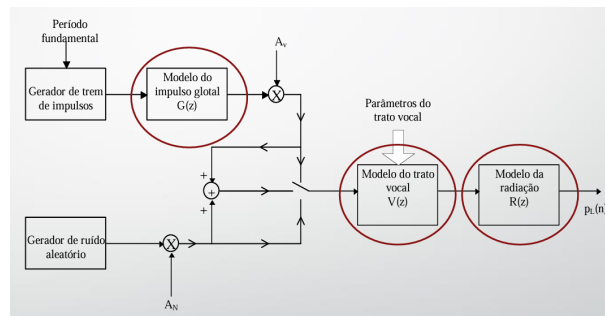 Período
fundamental
Gerador de trem
de impulsos
Modelo do
impulso glotal
G(z)
Av
X
Parâmetros do
trato vocal
+
+
+
Modelo do trato
vocal
V(z)
Modelo da
radiação
R(z)
pL(n)
Gerador de ruído
aleatório
X
AN